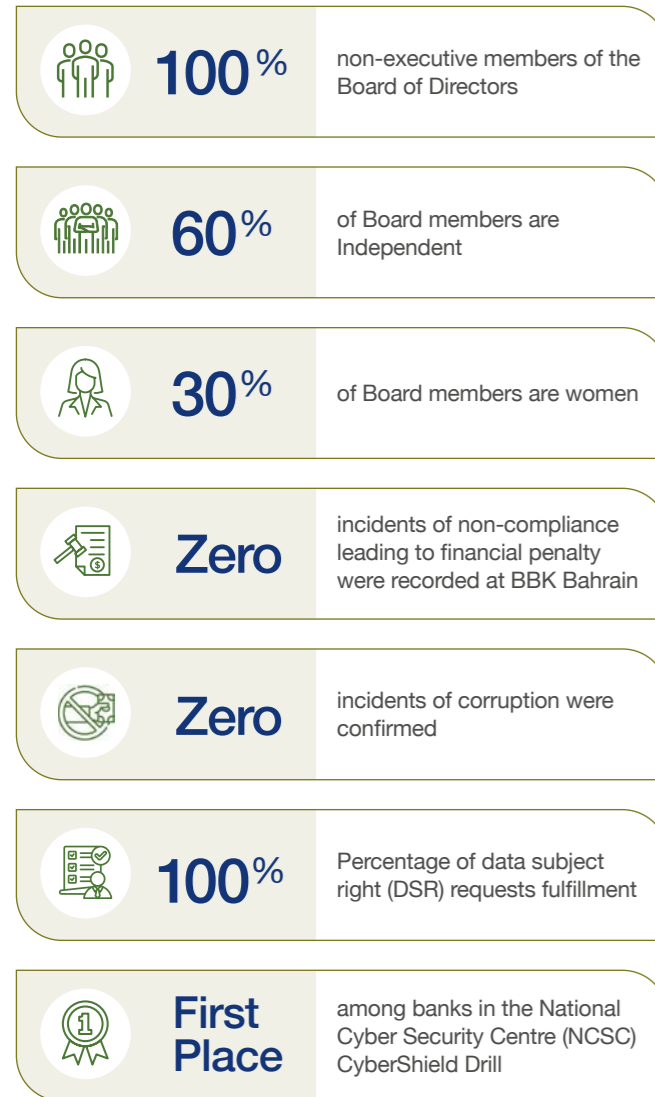 100%
non-executive members of the
Board of Directors
60%
of Board members are
Independent
30%
of Board members are women
Zero
incidents of non-compliance
leading to financial penalty
were recorded at BBK Bahrain
Zero
incidents of corruption were
confirmed
100%
Percentage of data subject
right (DSR) requests fulfillment
1
First
Place
among banks in the National
Cyber Security Centre (NCSC)
CyberShield Drill